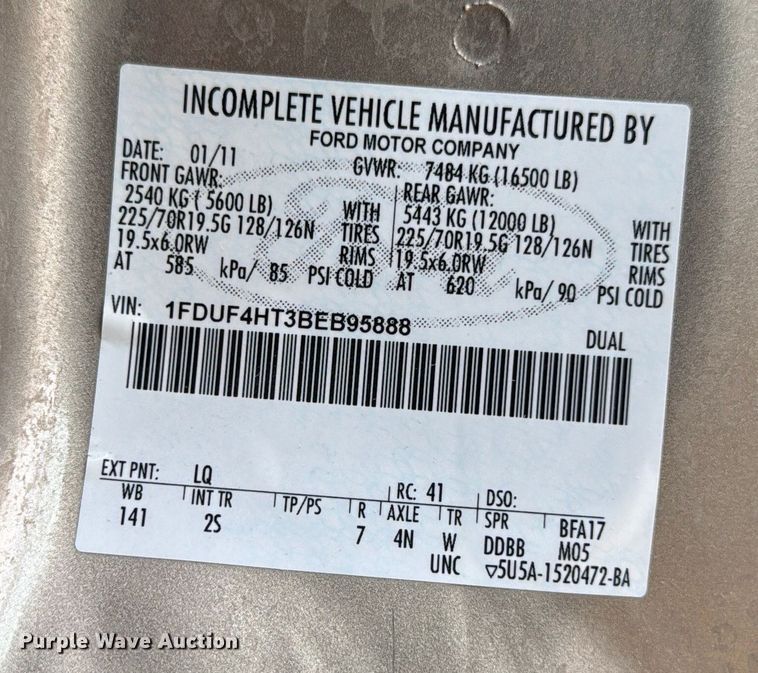 INCOMPLETE VEHICLE MANUFACTURED BY
FORD MOTOR COMPANY
DATE: 01/11 GVWR: 7484 KG (16500 LB)
FRONT GAWR: REAR GAWR:
2540 KG ( 5600 LB) WITH 5443 KG (12000 LB) WITH
225/70R19.5G 128/126N TIRES 225/70R19.5G 128/126N TIRES
19.5x6.0RW RIMS 19.5x6.0RW RIMS
AT 585 kPa/ 85 PSI COLD AT 620 kPa/ 90 PSI COLD
VIN: 1FDUF4HT3BEB95888 DUAL
EXT PNT: LQ RC: 41 DSO:
WB INT TR TP/PS R AXLE TR SPR BFA17
141 2S 7 4N W DDBB M05
UNC ▽5U5A-1520472-BA
Purple Wave Auction